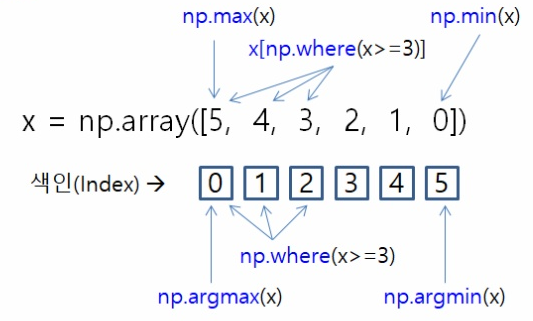 np.max(x) np.min(x)
x[np.where(x>=3)]
x = np.array([5, 4, 3, 2, 1, 0])
색인(Index) → 0 1 2 3 4 5
np.where(x>=3)
np.argmax(x) np.argmin(x)